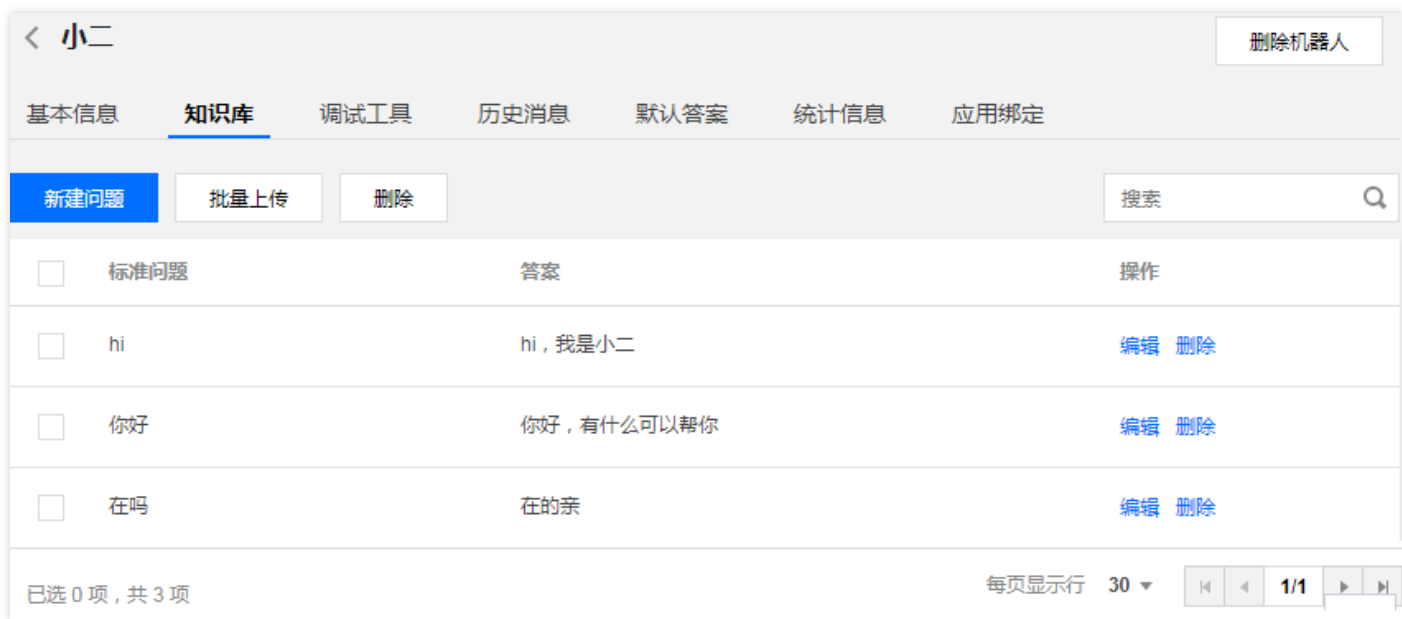 小二
删除机器人
基本信息 知识库 调试工具 历史消息 默认答案 统计信息 应用绑定
新建问题 批量上传 删除 搜索
标准问题 答案 操作
hi hi，我是小二 编辑 删除
你好 你好，有什么可以帮你 编辑 删除
在吗 在的亲 编辑 删除
已选 0 项，共 3 项 每页显示行 30 1/1